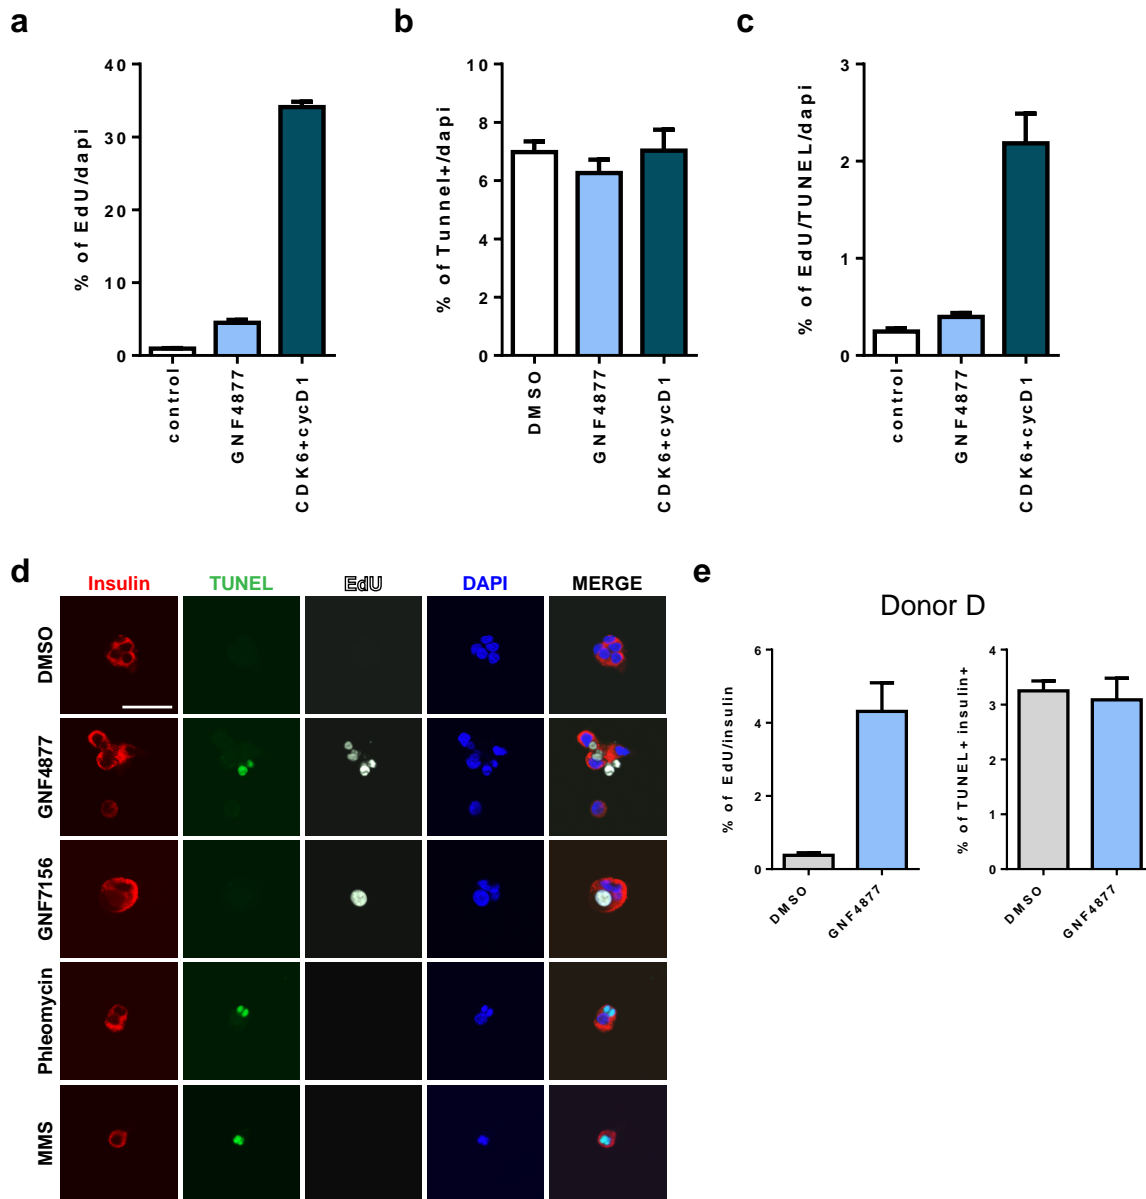 a
% of EdU/dapi
40
30
20
10
0
control
GNF4877
CDK6+cycD1
b
% of Tunnel+/dapi
10
8
6
4
2
0
DMSO
GNF4877
CDK6+cycD1
c
% of EdU/TUNEL/dapi
3
2
1
0
control
GNF4877
CDK6+cycD1
d
Insulin TUNEL EdU DAPI MERGE
DMSO
GNF4877
GNF7156
Phleomycin
MMS
e
Donor D
% of EdU/insulin
6
4
2
0
DMSO
GNF4877
% of TUNEL+ insulin+
4
3
2
1
0
DMSO
GNF4877